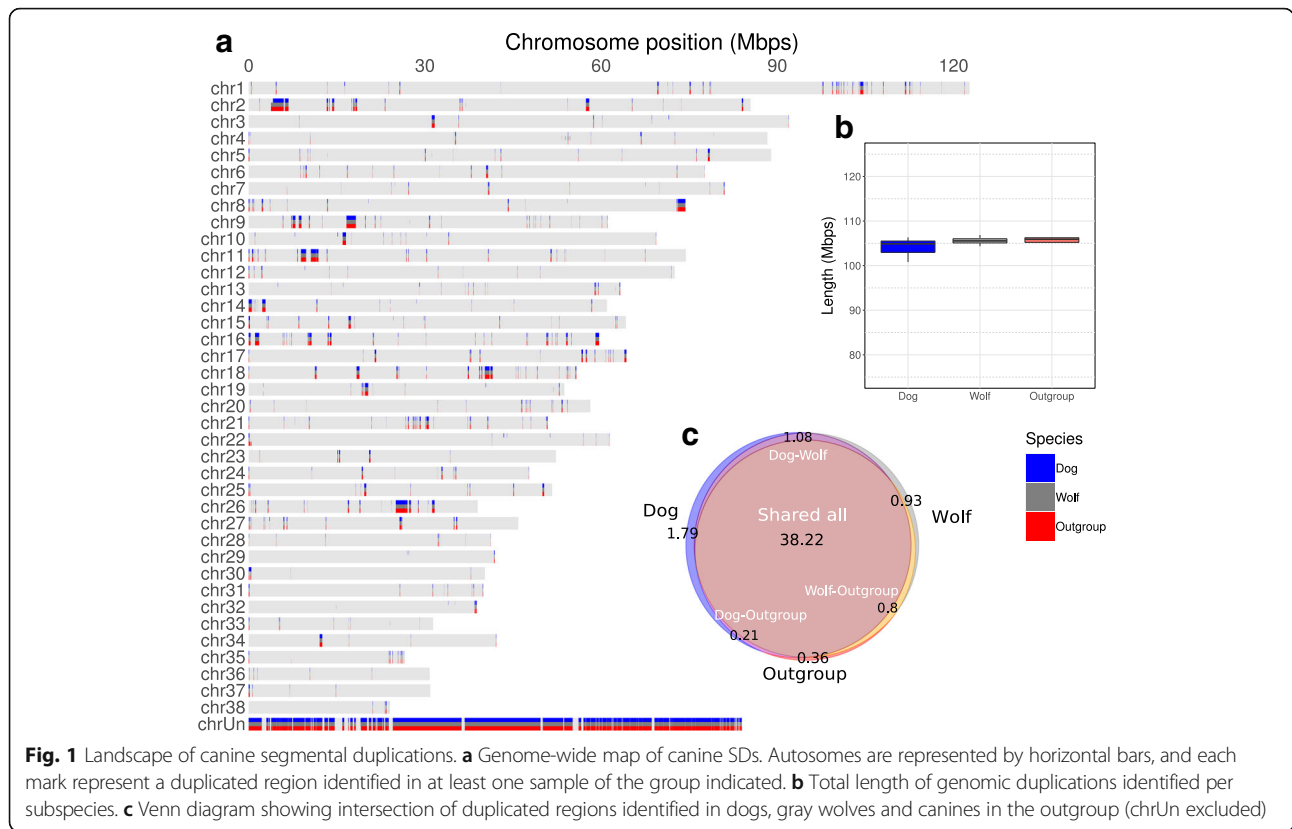 a
Chromosome position (Mbps)
0 30 60 90 120
chr1
chr2
chr3
chr4
chr5
chr6
chr7
chr8
chr9
chr10
chr11
chr12
chr13
chr14
chr15
chr16
chr17
chr18
chr19
chr20
chr21
chr22
chr23
chr24
chr25
chr26
chr27
chr28
chr29
chr30
chr31
chr32
chr33
chr34
chr35
chr36
chr37
chr38
chrUn
b
Length (Mbps)
120
110
100
90
80
Dog Wolf Outgroup
c
1.08
Dog-Wolf
0.93
Dog
Wolf
1.79
Shared all
38.22
Wolf-Outgroup
0.8
Dog-Outgroup
0.21
0.36
Outgroup
Species
Dog
Wolf
Outgroup
Fig. 1 Landscape of canine segmental duplications. a Genome-wide map of canine SDs. Autosomes are represented by horizontal bars, and each
mark represent a duplicated region identified in at least one sample of the group indicated. b Total length of genomic duplications identified per
subspecies. c Venn diagram showing intersection of duplicated regions identified in dogs, gray wolves and canines in the outgroup (chrUn excluded)